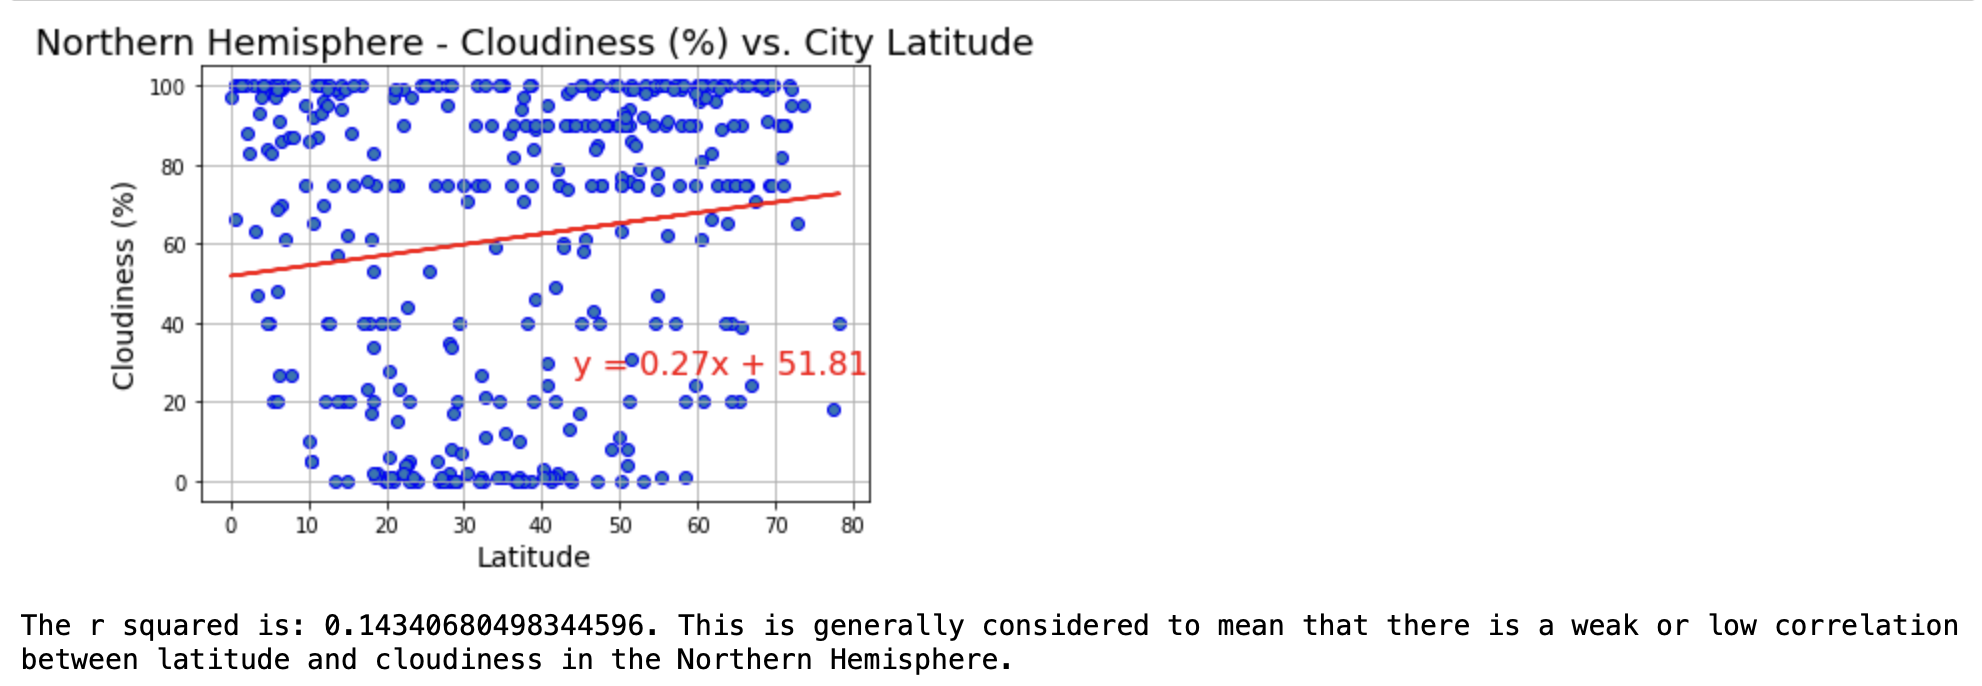 Northern Hemisphere - Cloudiness (%) vs. City Latitude
100
80
60
40
20
0
Cloudiness (%)
y = 0.27x + 51.81
0 10 20 30 40 50 60 70 80
Latitude
The r squared is: 0.14340680498344596. This is generally considered to mean that there is a weak or low correlation
between latitude and cloudiness in the Northern Hemisphere.